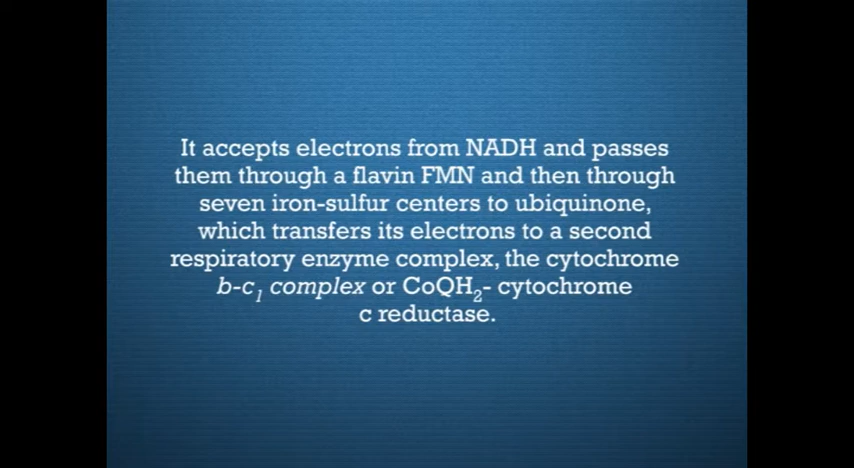 It accepts electrons from NADH and passes
them through a flavin FMN and then through
seven iron-sulfur centers to ubiquinone,
which transfers its electrons to a second
respiratory enzyme complex, the cytochrome
b-c₁ complex or CoQH₂- cytochrome
c reductase.